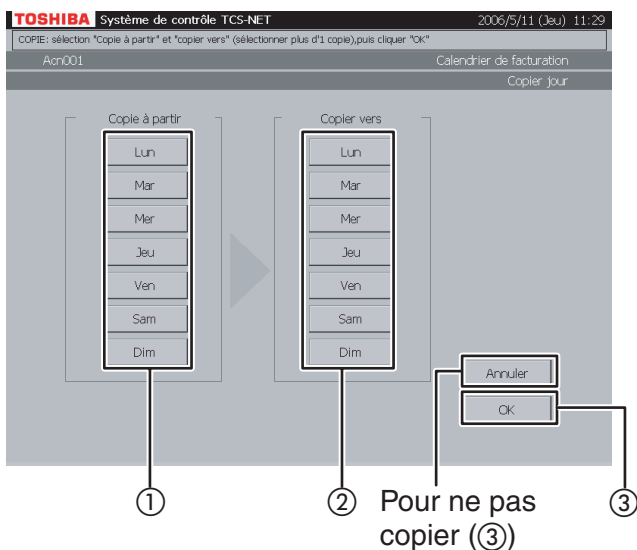 TOSHIBA Système de contrôle TCS-NET 2006/5/11 (Jeu) 11:29
COPIE: sélection "Copie à partir" et "copier vers" (sélectionner plus d'1 copie),puis cliquer "OK"
Acn001 Calendrier de facturation
Copier jour
Copie à partir Copier vers
Lun Lun
Mar Mar
Mer Mer
Jeu Jeu
Ven Ven
Sam Sam
Dim Dim
Annuler
OK
① ② Pour ne pas ③
copier (③)